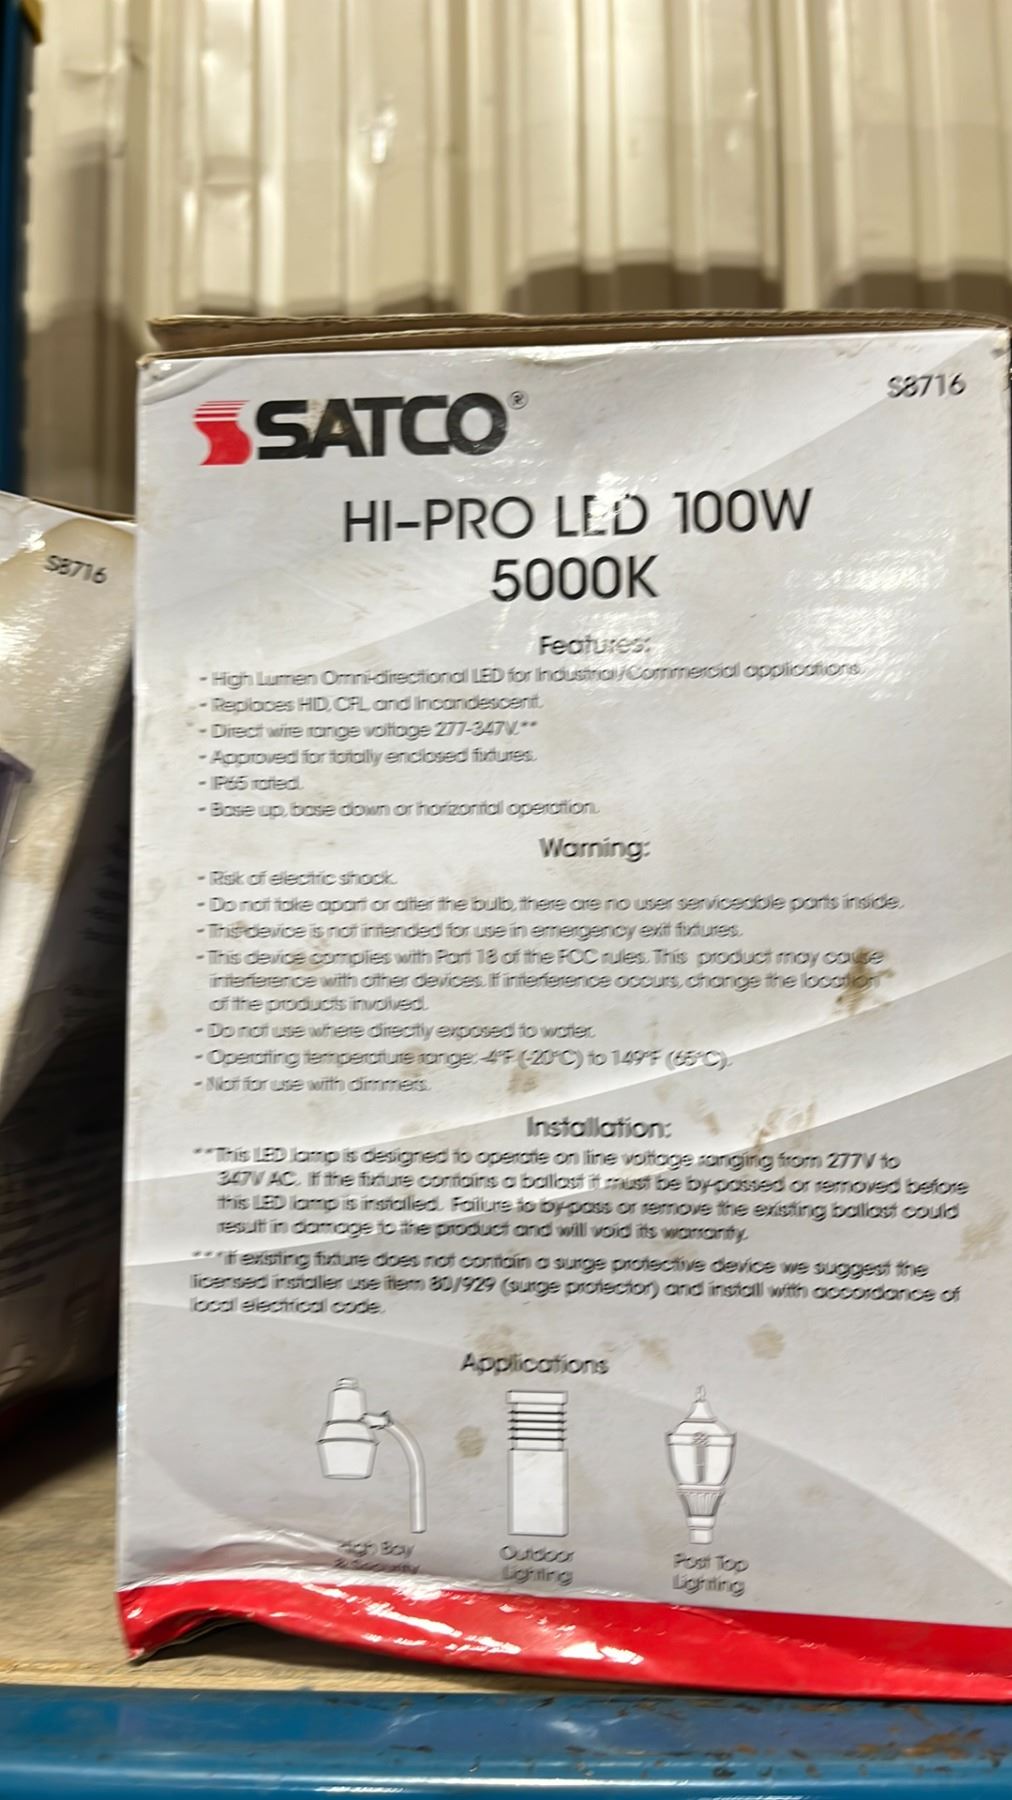 SATCO®
S8716
HI-PRO LED 100W
5000K
Features:
- High Lumen Omni-directional LED for Industrial/Commercial applications.
- Replaces HID, CFL and Incandescent.
- Direct wire range voltage 277-347V.**
- Approved for totally enclosed fixtures.
- IP65 rated.
- Base up, base down or horizontal operation.
Warning:
- Risk of electric shock.
- Do not take apart or alter the bulb, there are no user serviceable parts inside.
- This device is not intended for use in emergency exit fixtures.
- This device complies with Part 18 of the FCC rules. This product may cause
interference with other devices. If interference occurs, change the location
of the products involved.
- Do not use where directly exposed to water.
- Operating temperature range: -4°F (-20°C) to 149°F (65°C).
- Not for use with dimmers.
Installation:
**This LED lamp is designed to operate on line voltage ranging from 277V to
347V AC. If the fixture contains a ballast it must be by-passed or removed before
this LED lamp is installed. Failure to by-pass or remove the existing ballast could
result in damage to the product and will void its warranty.
***If existing fixture does not contain a surge protective device we suggest the
licensed installer use item 80/929 (surge protector) and install with accordance of
local electrical code.
Applications
High Bay
& Security
Outdoor
Lighting
Post Top
Lighting
S8716